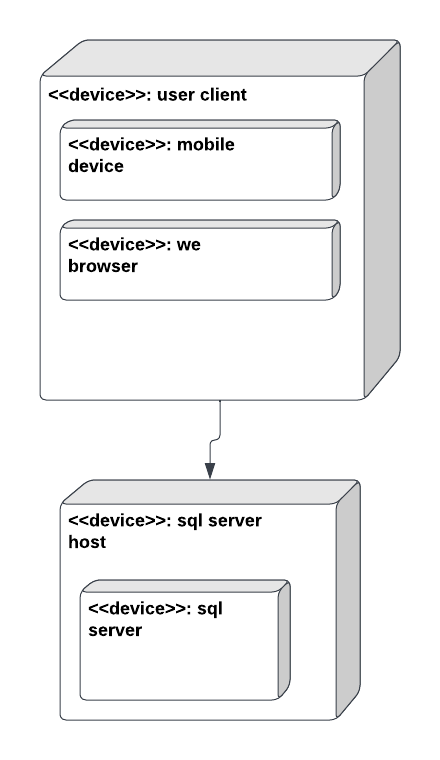 <<device>>: user client
<<device>>: mobile
device
<<device>>: we
browser
<<device>>: sql server
host
<<device>>: sql
server